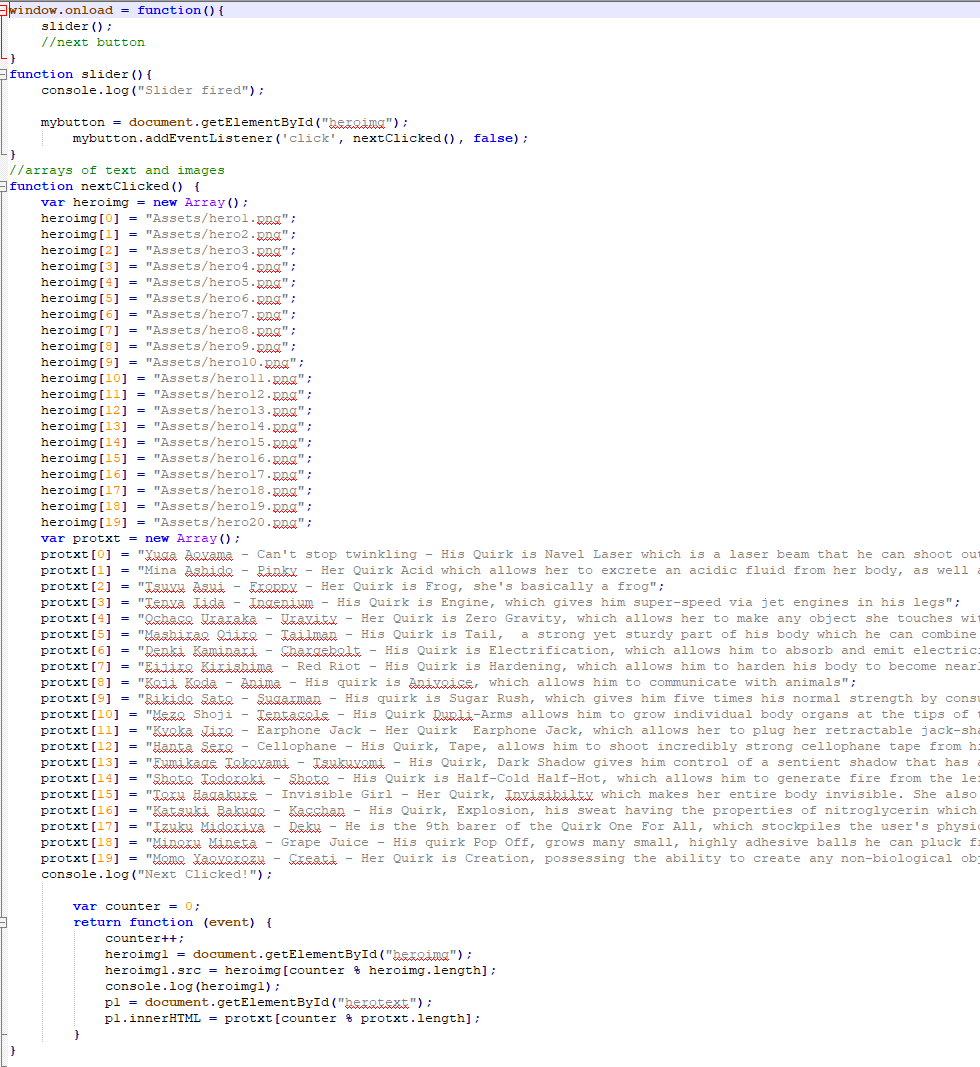 window.onload = function(){
slider();
//next button
}
function slider(){
console.log("Slider fired");
mybutton = document.getElementById("heroimg");
mybutton.addEventListener('click', nextClicked(), false);
}
//arrays of text and images
function nextClicked() {
var heroimg = new Array();
heroimg[0] = "Assets/hero1.png";
heroimg[1] = "Assets/hero2.png";
heroimg[2] = "Assets/hero3.png";
heroimg[3] = "Assets/hero4.png";
heroimg[4] = "Assets/hero5.png";
heroimg[5] = "Assets/hero6.png";
heroimg[6] = "Assets/hero7.png";
heroimg[7] = "Assets/hero8.png";
heroimg[8] = "Assets/hero9.png";
heroimg[9] = "Assets/hero10.png";
heroimg[10] = "Assets/hero11.png";
heroimg[11] = "Assets/hero12.png";
heroimg[12] = "Assets/hero13.png";
heroimg[13] = "Assets/hero14.png";
heroimg[14] = "Assets/hero15.png";
heroimg[15] = "Assets/hero16.png";
heroimg[16] = "Assets/hero17.png";
heroimg[17] = "Assets/hero18.png";
heroimg[18] = "Assets/hero19.png";
heroimg[19] = "Assets/hero20.png";
var protxt = new Array();
protxt[0] = "Yuga Aoyama - Can't stop twinkling - His Quirk is Navel Laser which is a laser beam that he can shoot ou
protxt[1] = "Mina Ashido - Pinky - Her Quirk Acid which allows her to excrete an acidic fluid from her body, as well a
protxt[2] = "Tsuyu Asui - Froppy - Her Quirk is Frog, she's basically a frog";
protxt[3] = "Tenya Iida - Ingenium - His Quirk is Engine, which gives him super-speed via jet engines in his legs";
protxt[4] = "Ochaco Uraraka - Uravity - Her Quirk is Zero Gravity, which allows her to make any object she touches wit
protxt[5] = "Mashirao Ojiro - Tailman - His Quirk is Tail,  a strong yet sturdy part of his body which he can combine
protxt[6] = "Denki Kaminari - Chargebolt - His Quirk is Electrification, which allows him to absorb and emit electric
protxt[7] = "Eijiro Kirishima - Red Riot - His Quirk is Hardening, which allows him to harden his body to become near
protxt[8] = "Koji Koda - Anima - His quirk is Anivoice, which allows him to communicate with animals";
protxt[9] = "Rikido Sato - Sugarman - His quirk is Sugar Rush, which gives him five times his normal strength by cons
protxt[10] = "Mezo Shoji - Tentacole - His Quirk Dupli-Arms allows him to grow individual body organs at the tips of t
protxt[11] = "Kyoka Jiro - Earphone Jack - Her Quirk  Earphone Jack, which allows her to plug her retractable jack-sha
protxt[12] = "Hanta Sero - Cellophane - His Quirk, Tape, allows him to shoot incredibly strong cellophane tape from hi
protxt[13] = "Fumikage Tokoyami - Tsukuyomi - His Quirk, Dark Shadow gives him control of a sentient shadow that has a
protxt[14] = "Shoto Todoroki - Shoto - His Quirk is Half-Cold Half-Hot, which allows him to generate fire from the le
protxt[15] = "Toru Hagakure - Invisible Girl - Her Quirk, Invisibilty which makes her entire body invisible. She also
protxt[16] = "Katsuki Bakugo - Kacchan - His Quirk, Explosion, his sweat having the properties of nitroglycerin which
protxt[17] = "Izuku Midoriya - Deku - He is the 9th barer of the Quirk One For All, which stockpiles the user's physic
protxt[18] = "Minoru Mineta - Grape Juice - His quirk Pop Off, grows many small, highly adhesive balls he can pluck f
protxt[19] = "Momo Yaoyorozu - Creati - Her Quirk is Creation, possessing the ability to create any non-biological ob
console.log("Next Clicked!");
var counter = 0;
return function (event) {
counter++;
heroimg1 = document.getElementById("heroimg");
heroimg1.src = heroimg[counter % heroimg.length];
console.log(heroimg1);
p1 = document.getElementById("herotext");
p1.innerHTML = protxt[counter % protxt.length];
}
}